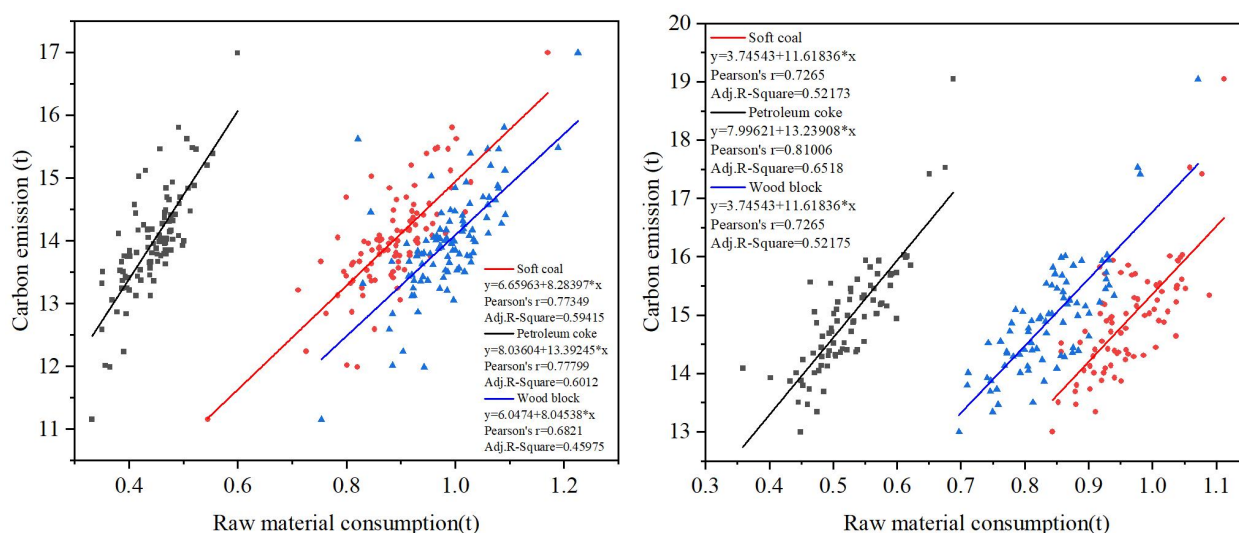 17
16
15
14
13
12
11
Carbon emission (t)
Soft coal
y=6.65963+8.28397*x
Pearson's r=0.77349
Adj.R-Square=0.59415
Petroleum coke
y=8.03604+13.39245*x
Pearson's r=0.77799
Adj.R-Square=0.6012
Wood block
y=6.0474+8.04538*x
Pearson's r=0.6821
Adj.R-Square=0.45975
0.4 0.6 0.8 1.0 1.2
Raw material consumption(t)
20
19
18
17
16
15
14
13
Carbon emission (t)
Soft coal
y=3.74543+11.61836*x
Pearson's r=0.7265
Adj.R-Square=0.52173
Petroleum coke
y=7.99621+13.23908*x
Pearson's r=0.81006
Adj.R-Square=0.6518
Wood block
y=3.74543+11.61836*x
Pearson's r=0.7265
Adj.R-Square=0.52175
0.3 0.4 0.5 0.6 0.7 0.8 0.9 1.0 1.1
Raw material consumption(t)